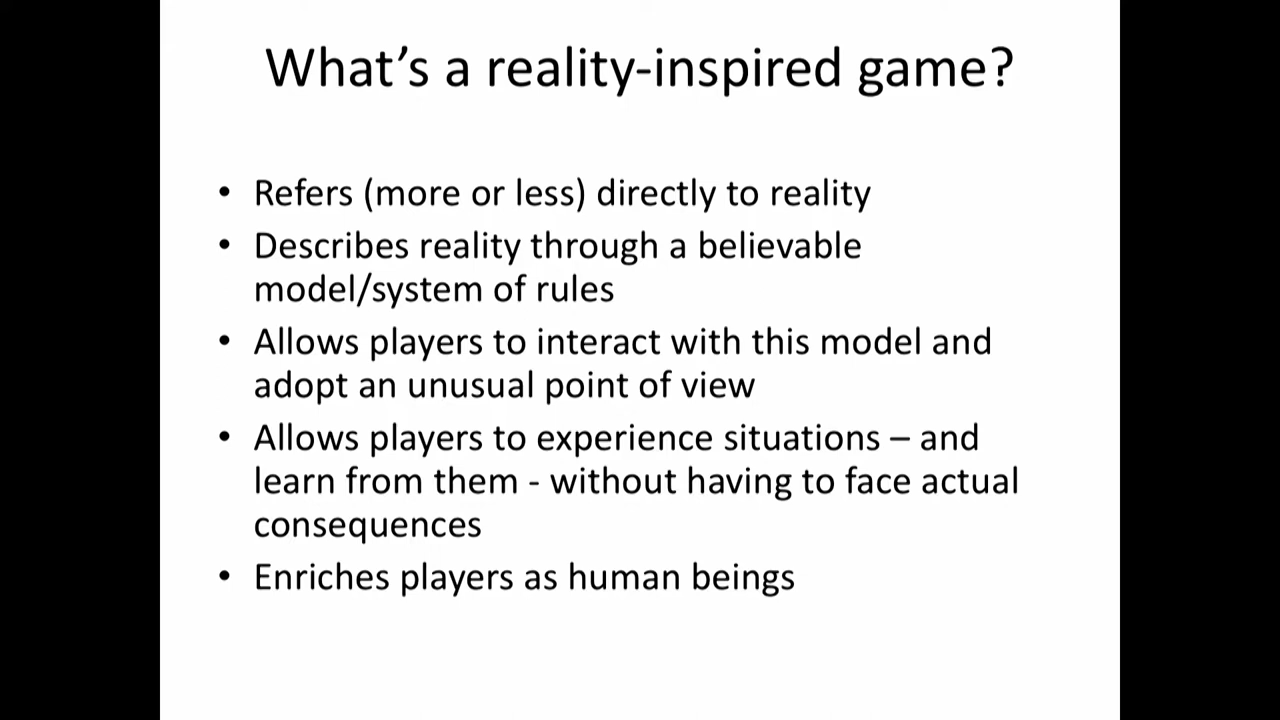 What’s a reality-inspired game?
• Refers (more or less) directly to reality
• Describes reality through a believable
model/system of rules
• Allows players to interact with this model and
adopt an unusual point of view
• Allows players to experience situations – and
learn from them - without having to face actual
consequences
• Enriches players as human beings